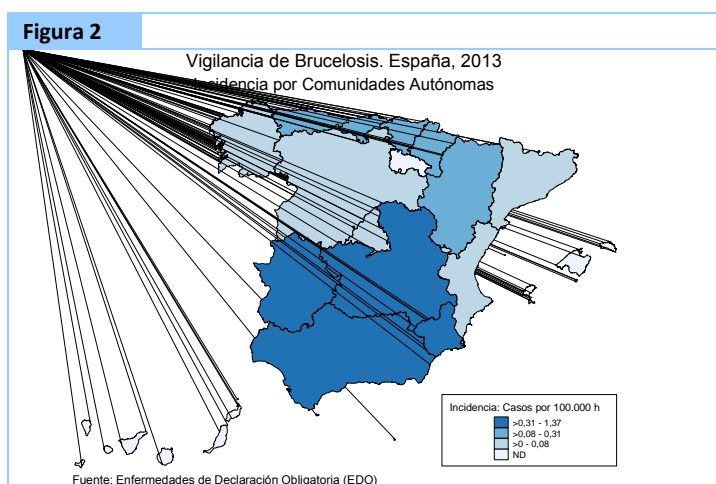 Figura 2
Vigilancia de Brucelosis. España, 2013
Incidencia por Comunidades Autónomas
Incidencia: Casos por 100.000 h
>0,31 - 1,37
>0,08 - 0,31
>0 - 0,08
ND
Fuente: Enfermedades de Declaración Obligatoria (EDO)